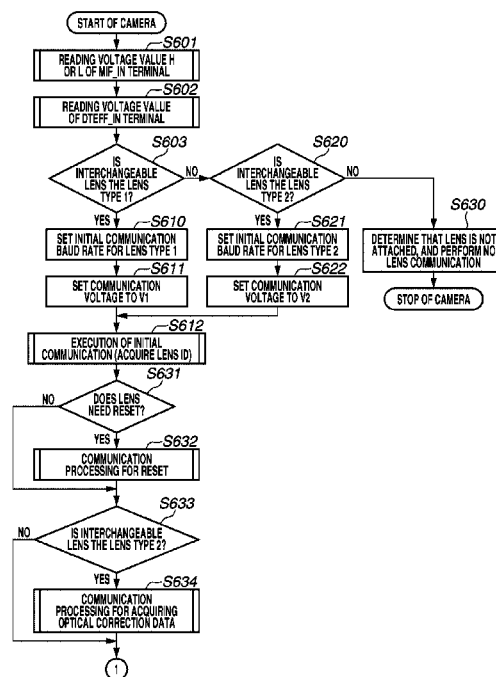 START OF CAMERA
S601
READING VOLTAGE VALUE H
OR L OF MIF_IN TERMINAL
S602
READING VOLTAGE VALUE
OF DTEFF_IN TERMINAL
S603
IS
INTERCHANGEABLE
LENS THE LENS
TYPE 1?
NO
S620
IS
INTERCHANGEABLE
LENS THE LENS
TYPE 2?
NO
YES
S610
SET INITIAL COMMUNICATION
BAUD RATE FOR LENS TYPE 1
YES
S621
SET INITIAL COMMUNICATION
BAUD RATE FOR LENS TYPE 2
S630
DETERMINE THAT LENS IS NOT
ATTACHED, AND PERFORM NO
LENS COMMUNICATION
STOP OF CAMERA
S611
SET COMMUNICATION
VOLTAGE TO V1
S622
SET COMMUNICATION
VOLTAGE TO V2
S612
EXECUTION OF INITIAL
COMMUNICATION (ACQUIRE LENS ID)
S631
NO
DOES LENS
NEED RESET?
YES
S632
COMMUNICATION
PROCESSING FOR RESET
S633
NO
IS INTERCHANGEABLE
LENS THE LENS TYPE 2?
YES
S634
COMMUNICATION
PROCESSING FOR ACQUIRING
OPTICAL CORRECTION DATA
1